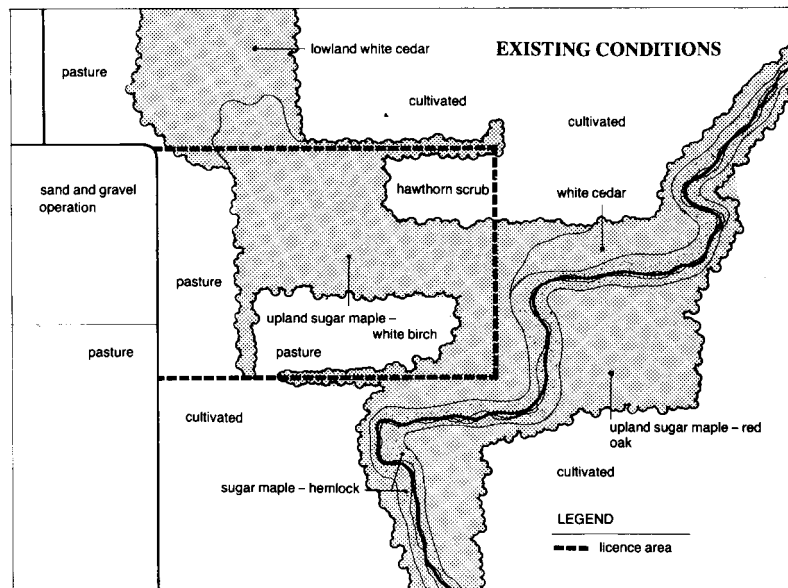 EXISTING CONDITIONS
lowland white cedar
pasture
cultivated
cultivated
sand and gravel
operation
hawthorn scrub
white cedar
pasture
upland sugar maple –
white birch
pasture
pasture
cultivated
upland sugar maple – red
oak
cultivated
sugar maple – hemlock
LEGEND
licence area